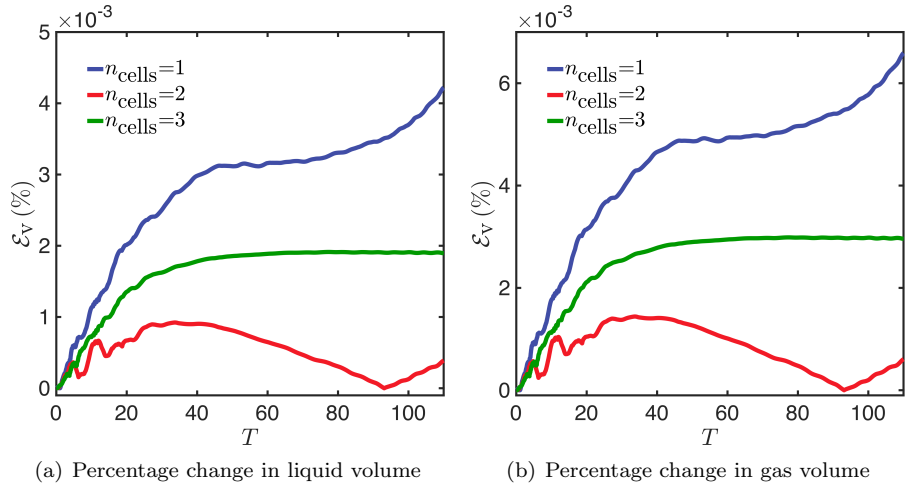 ×10⁻³
5
4
3
2
1
0
ℰ_V (%)
n_cells=1
n_cells=2
n_cells=3
0 20 40 60 80 100
T
(a) Percentage change in liquid volume
×10⁻³
6
4
2
0
ℰ_V (%)
n_cells=1
n_cells=2
n_cells=3
0 20 40 60 80 100
T
(b) Percentage change in gas volume